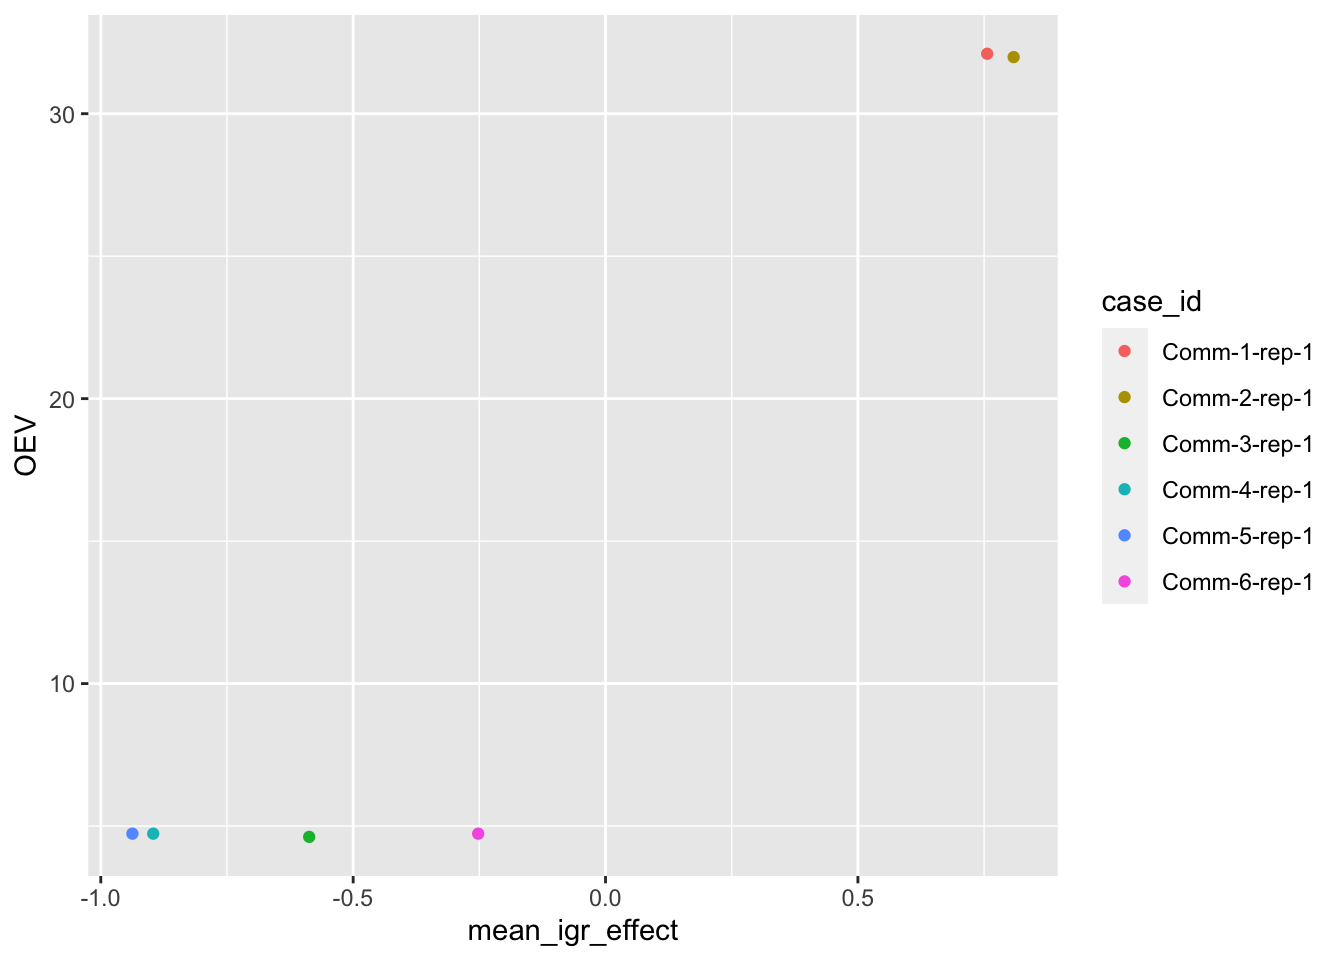 OEV
30
20
10
-1.0
-0.5
0.0
0.5
mean_igr_effect
case_id
Comm-1-rep-1
Comm-2-rep-1
Comm-3-rep-1
Comm-4-rep-1
Comm-5-rep-1
Comm-6-rep-1